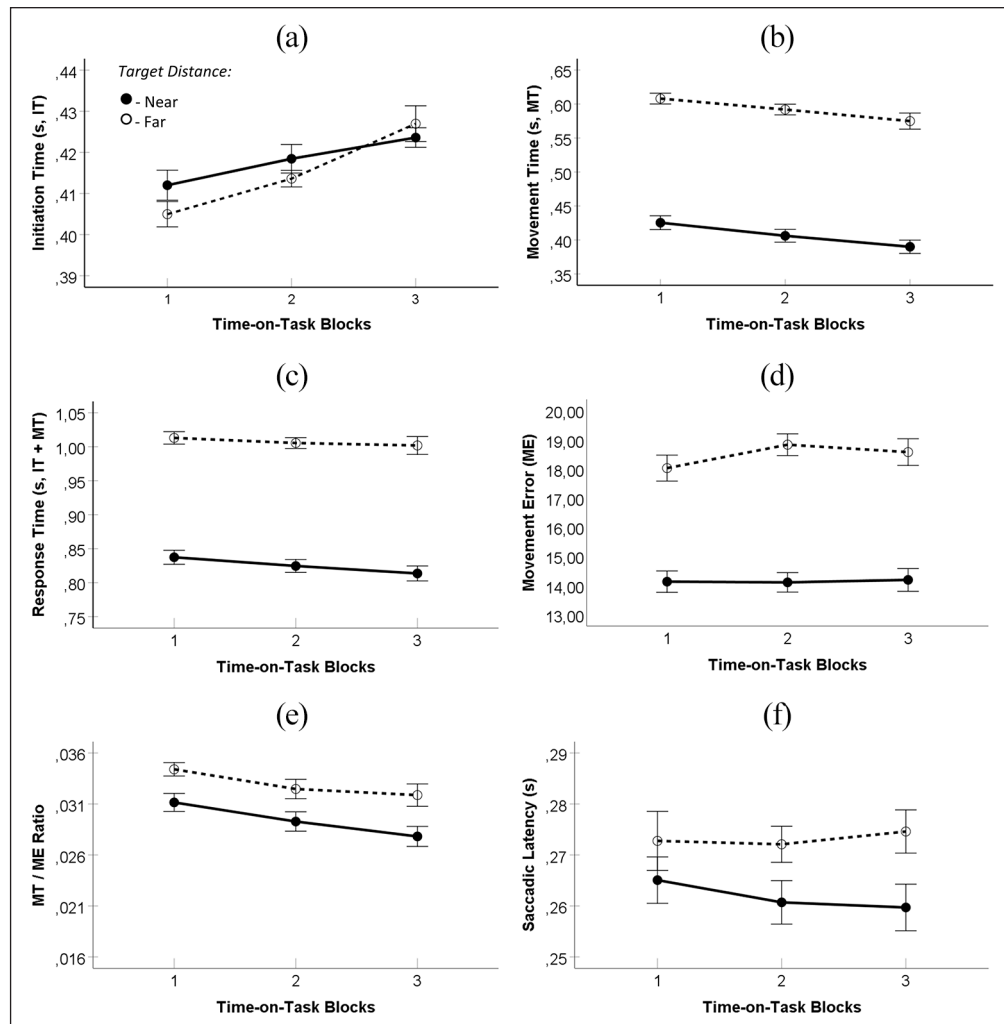 (a)
Target Distance:
- Near
- Far
Initiation Time (s, IT)
,44
,43
,42
,41
,40
,39
1 2 3
Time-on-Task Blocks
(b)
Movement Time (s, MT)
,65
,60
,55
,50
,45
,40
,35
1 2 3
Time-on-Task Blocks
(c)
Response Time (s, IT + MT)
1,05
1,00
,95
,90
,85
,80
,75
1 2 3
Time-on-Task Blocks
(d)
Movement Error (ME)
20,00
19,00
18,00
17,00
16,00
15,00
14,00
13,00
1 2 3
Time-on-Task Blocks
(e)
MT / ME Ratio
,036
,031
,026
,021
,016
1 2 3
Time-on-Task Blocks
(f)
Saccadic Latency (s)
,29
,28
,27
,26
,25
1 2 3
Time-on-Task Blocks